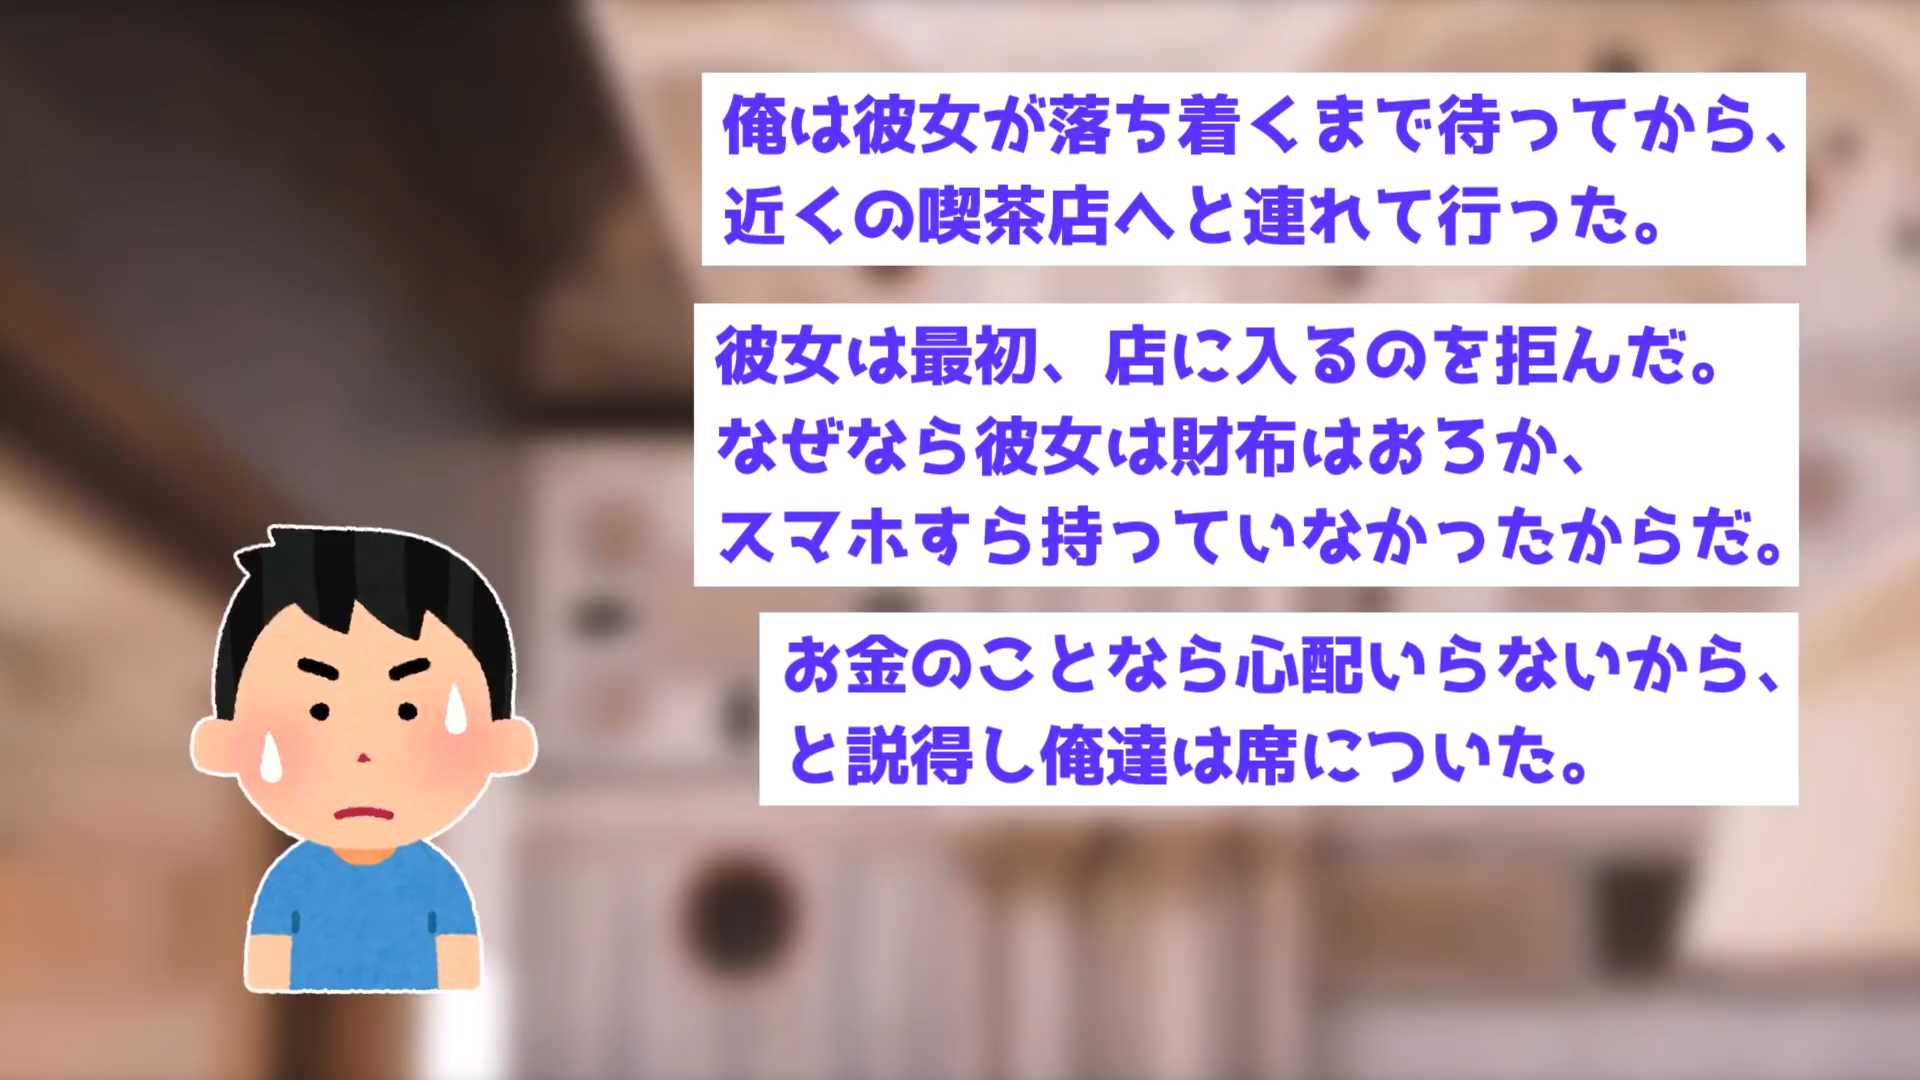 俺は彼女が落ち着くまで待ってから、
近くの喫茶店へと連れて行った。
彼女は最初、店に入るのを拒んだ。
なぜなら彼女は財布はおろか、
スマホすら持っていなかったからだ。
お金のことなら心配いらないから、
と説得し俺達は席についた。